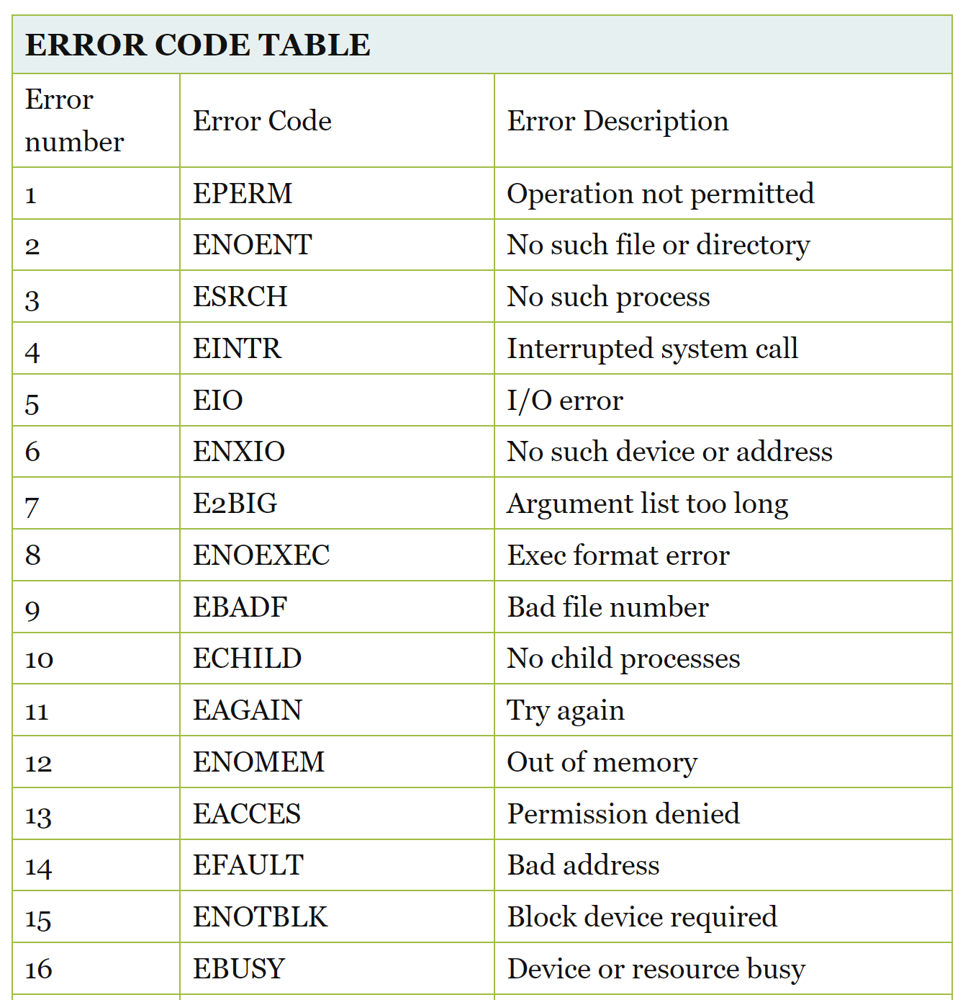 ERROR CODE TABLE
Error number Error Code Error Description
1 EPERM Operation not permitted
2 ENOENT No such file or directory
3 ESRCH No such process
4 EINTR Interrupted system call
5 EIO I/O error
6 ENXIO No such device or address
7 E2BIG Argument list too long
8 ENOEXEC Exec format error
9 EBADF Bad file number
10 ECHILD No child processes
11 EAGAIN Try again
12 ENOMEM Out of memory
13 EACCES Permission denied
14 EFAULT Bad address
15 ENOTBLK Block device required
16 EBUSY Device or resource busy